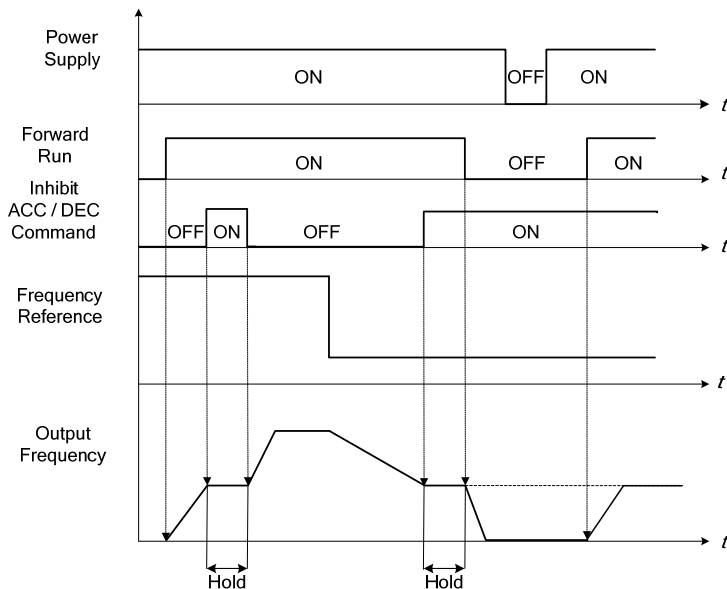 Power
Supply
ON
OFF
ON
t
Forward
Run
ON
OFF
ON
t
Inhibit
ACC / DEC
Command
OFF
ON
OFF
ON
t
Frequency
Reference
t
Output
Frequency
t
Hold
Hold